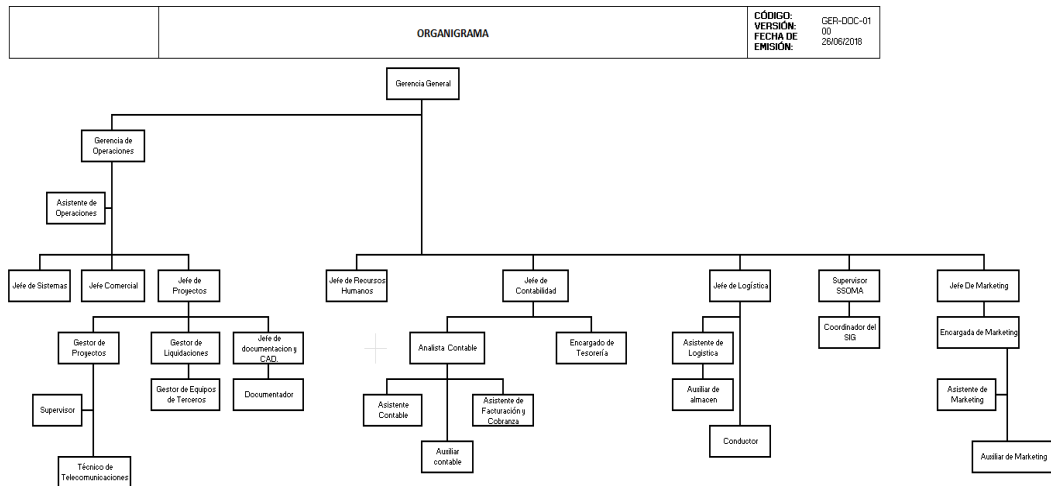 ORGANIGRAMA
CÓDIGO: GER-DOC-01
VERSIÓN: 00
FECHA DE
EMISIÓN: 26/06/2018
Gerencia General
Gerencia de
Operaciones
Asistente de
Operaciones
Jefe de Sistemas
Jefe Comercial
Jefe de
Proyectos
Jefe de Recursos
Humanos
Jefe de
Contabilidad
Jefe de Logística
Supervisor
SSOMA
Jefe De Marketing
Gestor de
Proyectos
Gestor de
Liquidaciones
Jefe de
documentacion y
CAD.
Analista Contable
Encargado de
Tesorería
Asistente de
Logística
Coordinador del
SIG
Encargada de Marketing
Supervisor
Gestor de Equipos
de Terceros
Documentador
Asistente
Contable
Asistente de
Facturación y
Cobranza
Auxiliar de
almacen
Asistente de
Marketing
Técnico de
Telecomunicaciones
Auxiliar
contable
Conductor
Auxiliar de Marketing